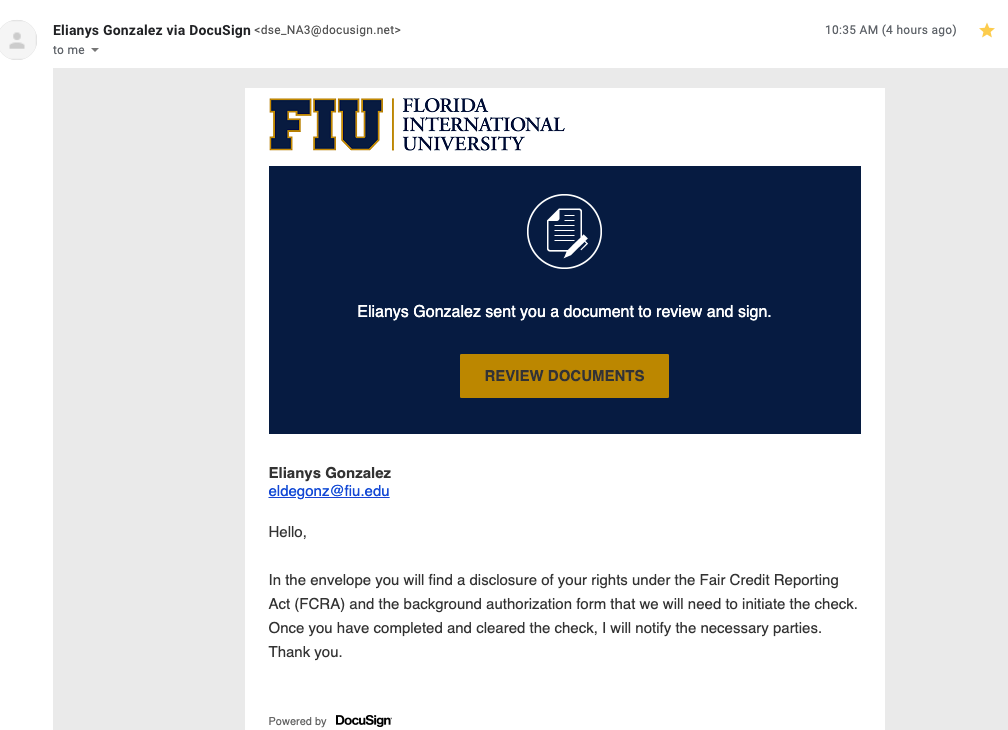 Elianys Gonzalez via DocuSign <dse_NA3@docusign.net>
10:35 AM (4 hours ago)
to me
FIU
FLORIDA
INTERNATIONAL
UNIVERSITY
Elianys Gonzalez sent you a document to review and sign.
REVIEW DOCUMENTS
Elianys Gonzalez
eldegonz@fiu.edu
Hello,
In the envelope you will find a disclosure of your rights under the Fair Credit Reporting
Act (FCRA) and the background authorization form that we will need to initiate the check.
Once you have completed and cleared the check, I will notify the necessary parties.
Thank you.
Powered by DocuSign